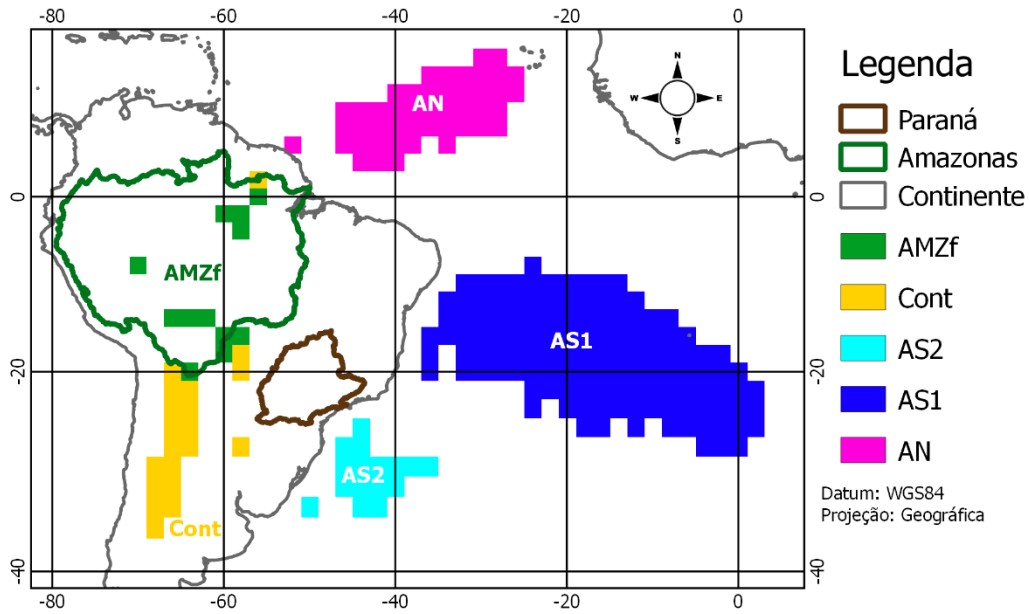 -80 -60 -40 -20 0
N
W E
S
AN
Legenda
Paraná
Amazonas
Continente
AMZf
Cont
AS2
AS1
AN
Datum: WGS84
Projeção: Geográfica
0 0
AMZf
AS1
-20 -20
AS2
Cont
-40 -40
-80 -60 -40 -20 0